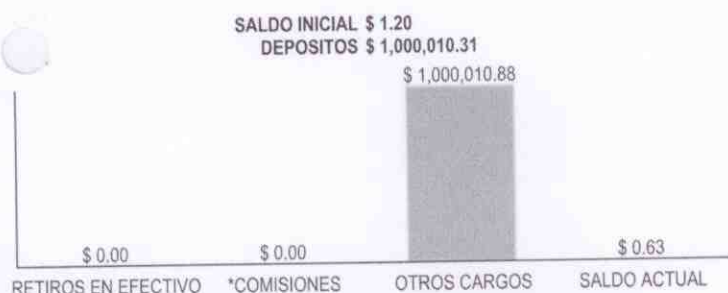 SALDO INICIAL $ 1.20
DEPOSITOS $ 1,000,010.31
$ 1,000,010.88
$ 0.00 $ 0.00 $ 0.63
RETIROS EN EFECTIVO *COMISIONES OTROS CARGOS SALDO ACTUAL